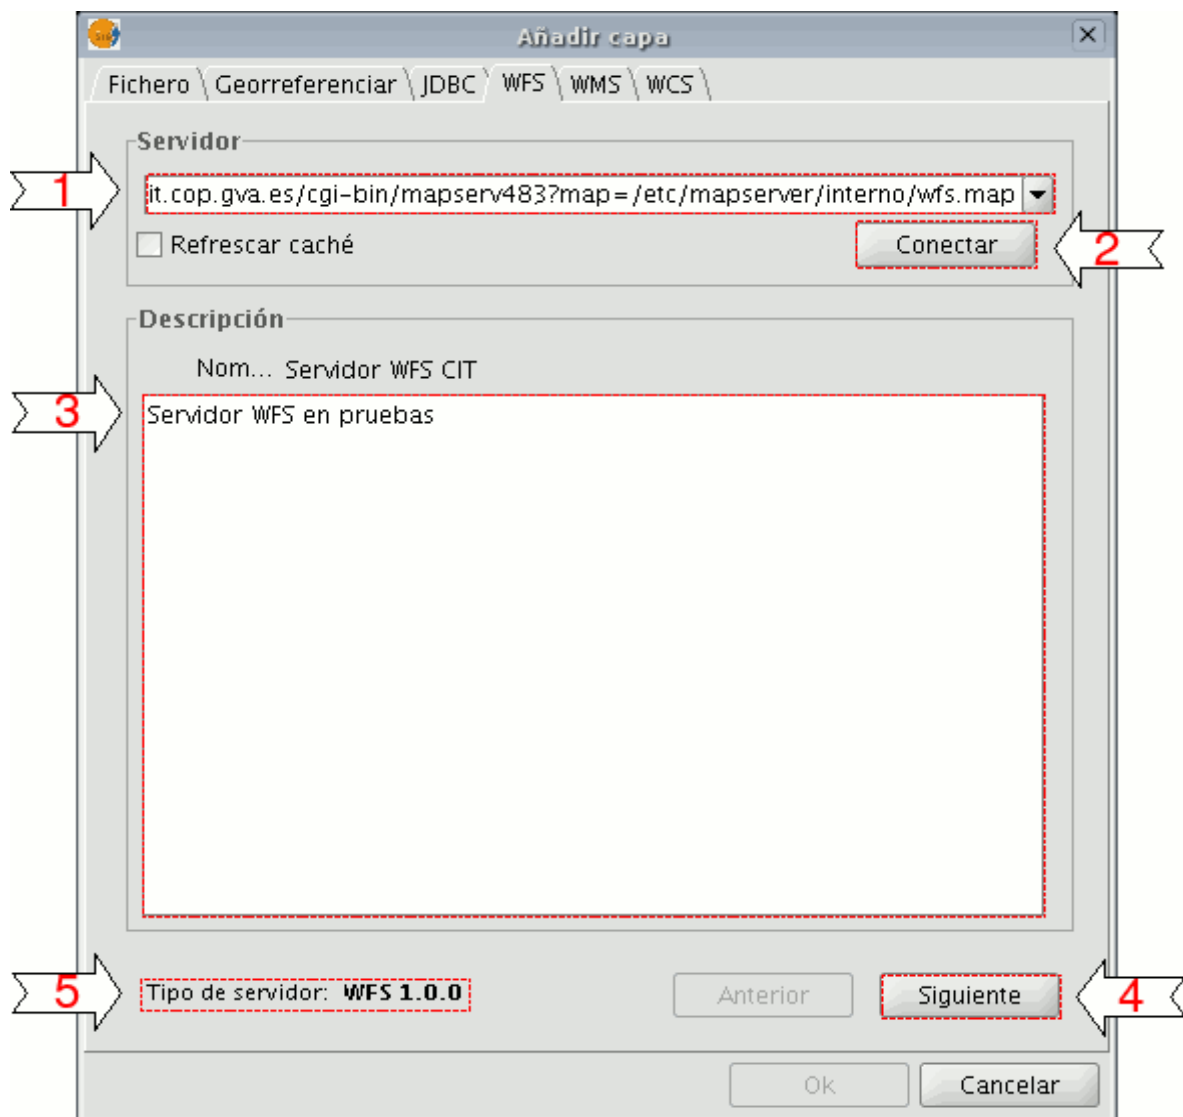 Añadir capa
Fichero Georreferenciar JDBC WFS WMS WCS
Servidor
1
it.cop.gva.es/cgi-bin/mapserv483?map=/etc/mapserver/interno/wfs.map
Refrescar caché
Conectar
2
Descripción
Nom... Servidor WFS CIT
3
Servidor WFS en pruebas
5
Tipo de servidor: WFS 1.0.0
Anterior
Siguiente
4
Ok
Cancelar